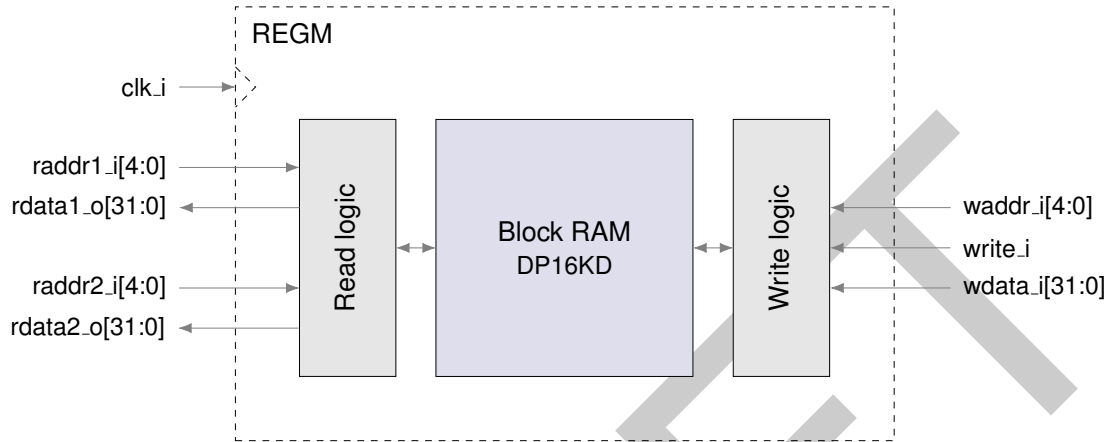 REGM
clk_i
raddr1_i[4:0]
rdata1_o[31:0]
raddr2_i[4:0]
rdata2_o[31:0]
Read logic
Block RAM
DP16KD
Write logic
waddr_i[4:0]
write_i
wdata_i[31:0]